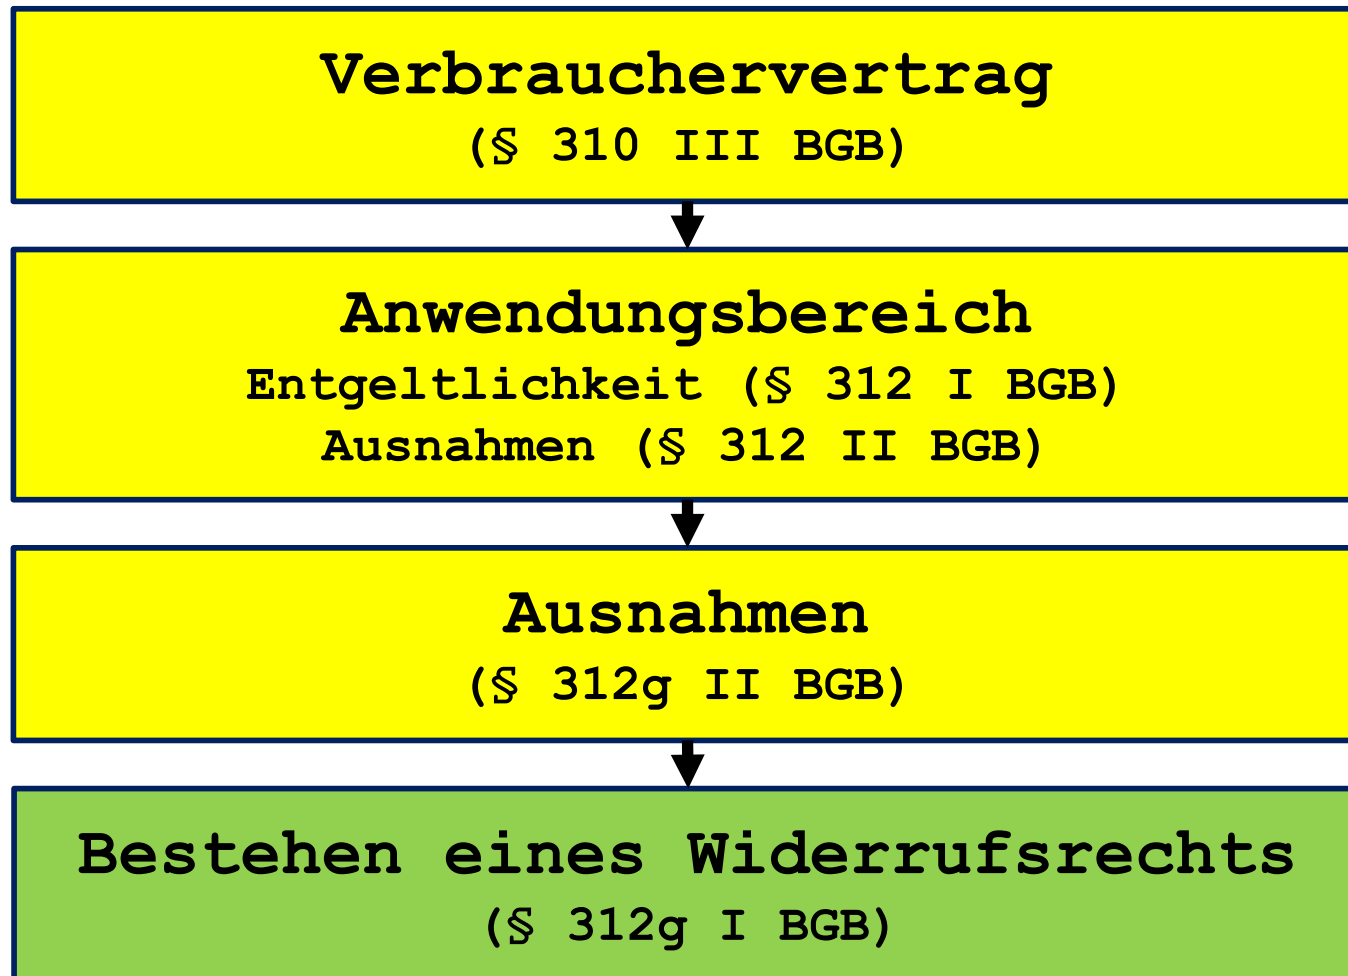 Verbrauchervertrag
(§ 310 III BGB)
Anwendungsbereich
Entgeltlichkeit (§ 312 I BGB)
Ausnahmen (§ 312 II BGB)
Ausnahmen
(§ 312g II BGB)
Bestehen eines Widerrufsrechts
(§ 312g I BGB)